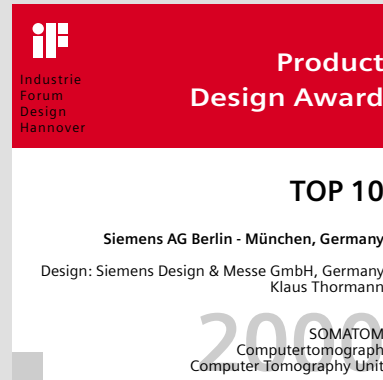 iF
Industrie
Forum
Design
Hannover
Product
Design Award
TOP 10
Siemens AG Berlin - München, Germany
Design: Siemens Design & Messe GmbH, Germany
Klaus Thormann
2000
SOMATOM
Computertomograph
Computer Tomography Unit